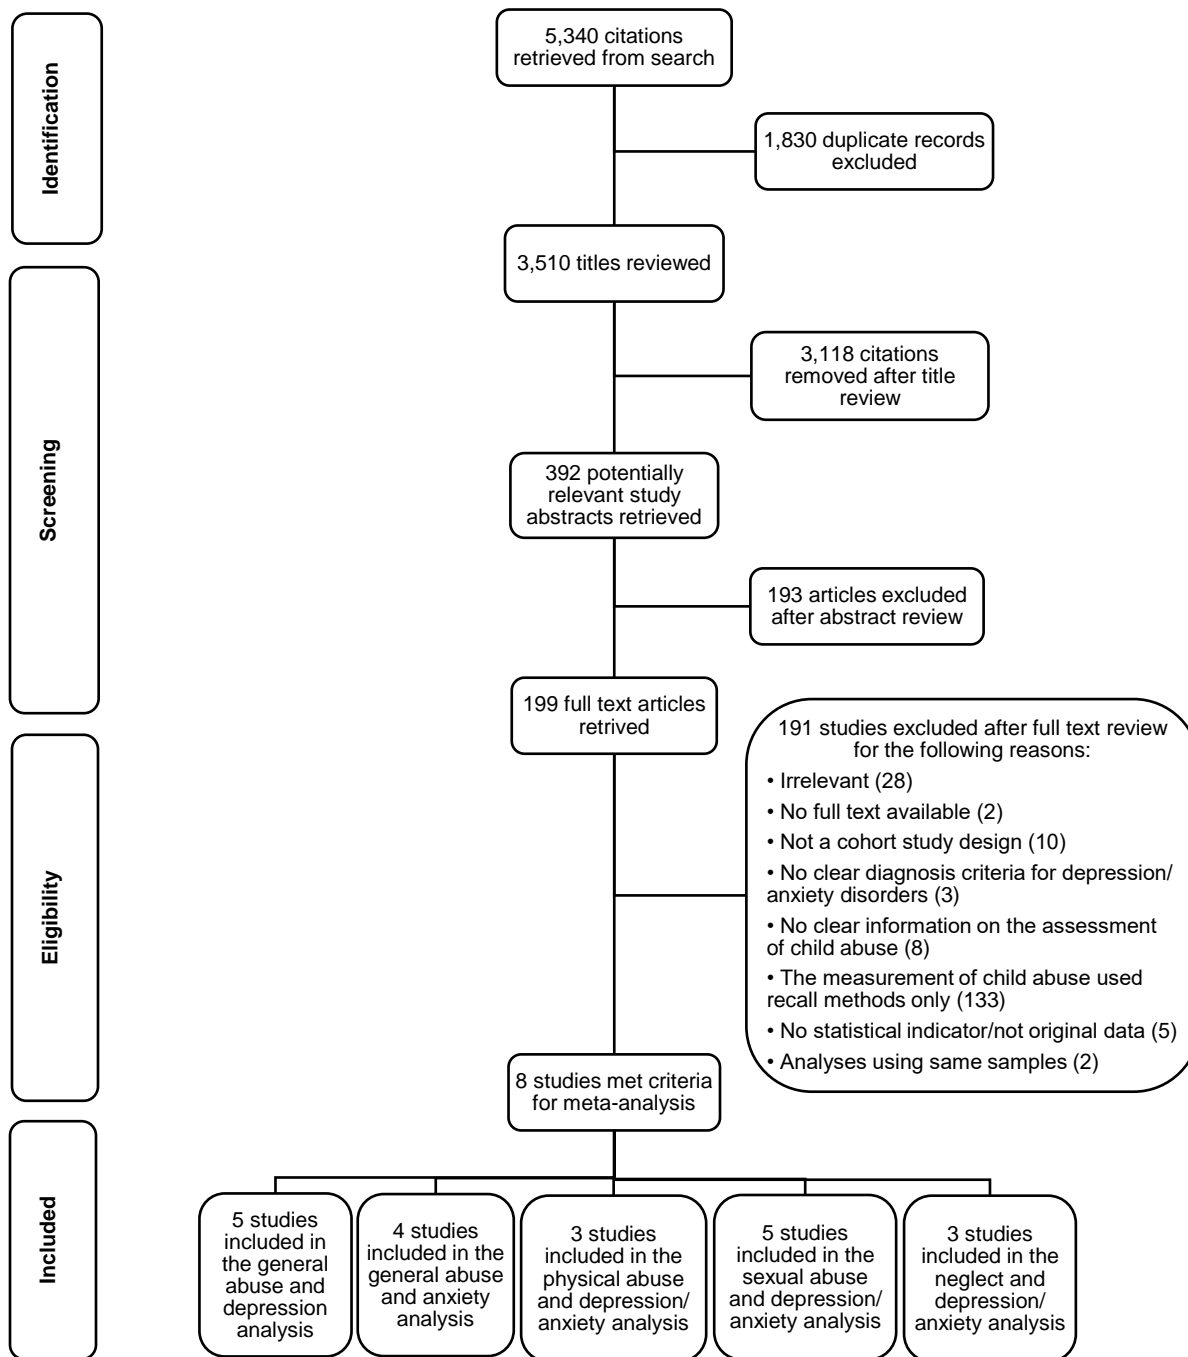 Identification
5,340 citations
retrieved from search
1,830 duplicate records
excluded
3,510 titles reviewed
Screening
3,118 citations
removed after title
review
392 potentially
relevant study
abstracts retrieved
193 articles excluded
after abstract review
199 full text articles
retrived
Eligibility
191 studies excluded after full text review
for the following reasons:
• Irrelevant (28)
• No full text available (2)
• Not a cohort study design (10)
• No clear diagnosis criteria for depression/
anxiety disorders (3)
• No clear information on the assessment
of child abuse (8)
• The measurement of child abuse used
recall methods only (133)
• No statistical indicator/not original data (5)
• Analyses using same samples (2)
8 studies met criteria
for meta-analysis
Included
5 studies
included in
the general
abuse and
depression
analysis
4 studies
included in the
general abuse
and anxiety
analysis
3 studies
included in the
physical abuse
and depression/
anxiety analysis
5 studies
included in the
sexual abuse
and depression/
anxiety analysis
3 studies
included in the
neglect and
depression/
anxiety analysis